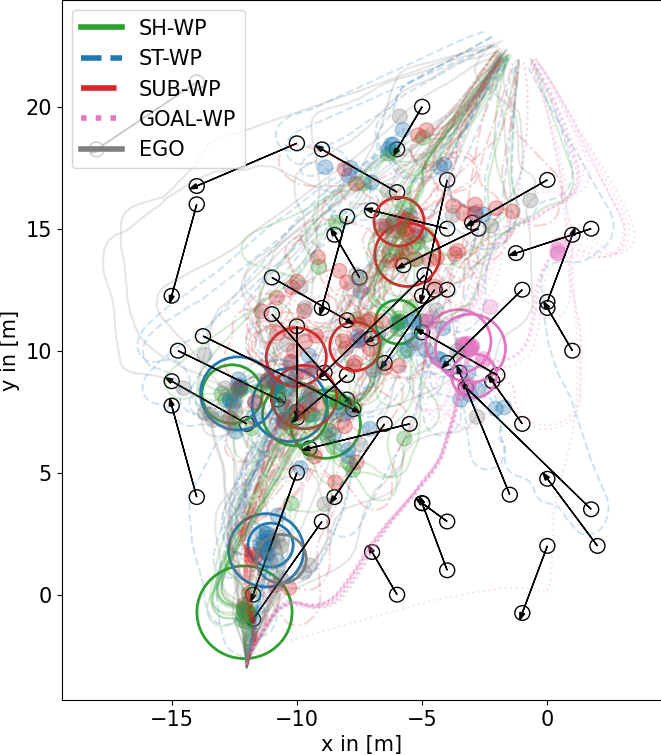 SH-WP
ST-WP
SUB-WP
GOAL-WP
EGO
20
15
10
5
0
y in [m]
−15
−10
−5
0
x in [m]